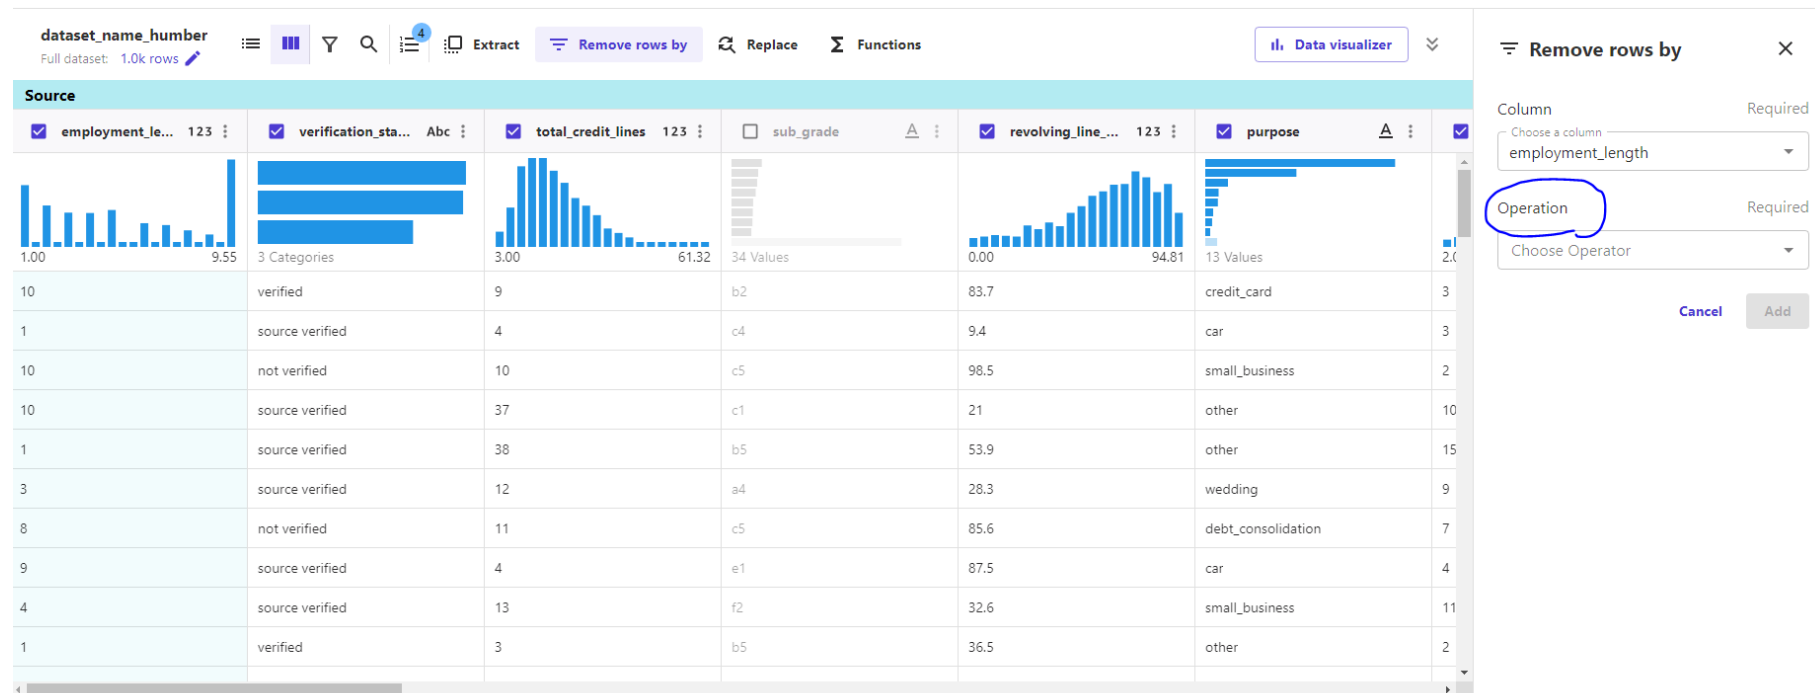 dataset_name_humber
Full dataset: 1.0k rows
4
Extract
Remove rows by
Replace
Functions
Data visualizer
Source
employment_le... 123
verification_sta... Abc
total_credit_lines 123
sub_grade A
revolving_line_... 123
purpose A
1.00 9.55
3 Categories
3.00 61.32
34 Values
0.00 94.81
13 Values
10 verified 9 b2 83.7 credit_card 3
1 source verified 4 c4 9.4 car 3
10 not verified 10 c5 98.5 small_business 2
10 source verified 37 c1 21 other 10
1 source verified 38 b5 53.9 other 15
3 source verified 12 a4 28.3 wedding 9
8 not verified 11 c5 85.6 debt_consolidation 7
9 source verified 4 e1 87.5 car 4
4 source verified 13 f2 32.6 small_business 11
1 verified 3 b5 36.5 other 2
Remove rows by
Column Required
Choose a column
employment_length
Operation Required
Choose Operator
Cancel Add